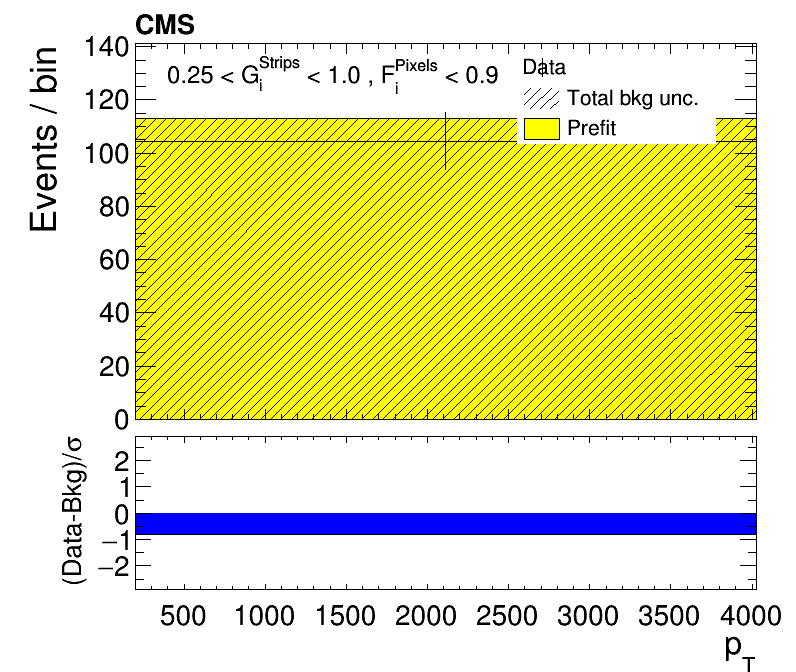 CMS
Events / bin
140
120
100
80
60
40
20
0
0.25 < G_i^Strips < 1.0 , F_i^Pixels < 0.9
Data
Total bkg unc.
Prefit
(Data-Bkg)/σ
2
1
0
−1
−2
500 1000 1500 2000 2500 3000 3500 4000
p_T